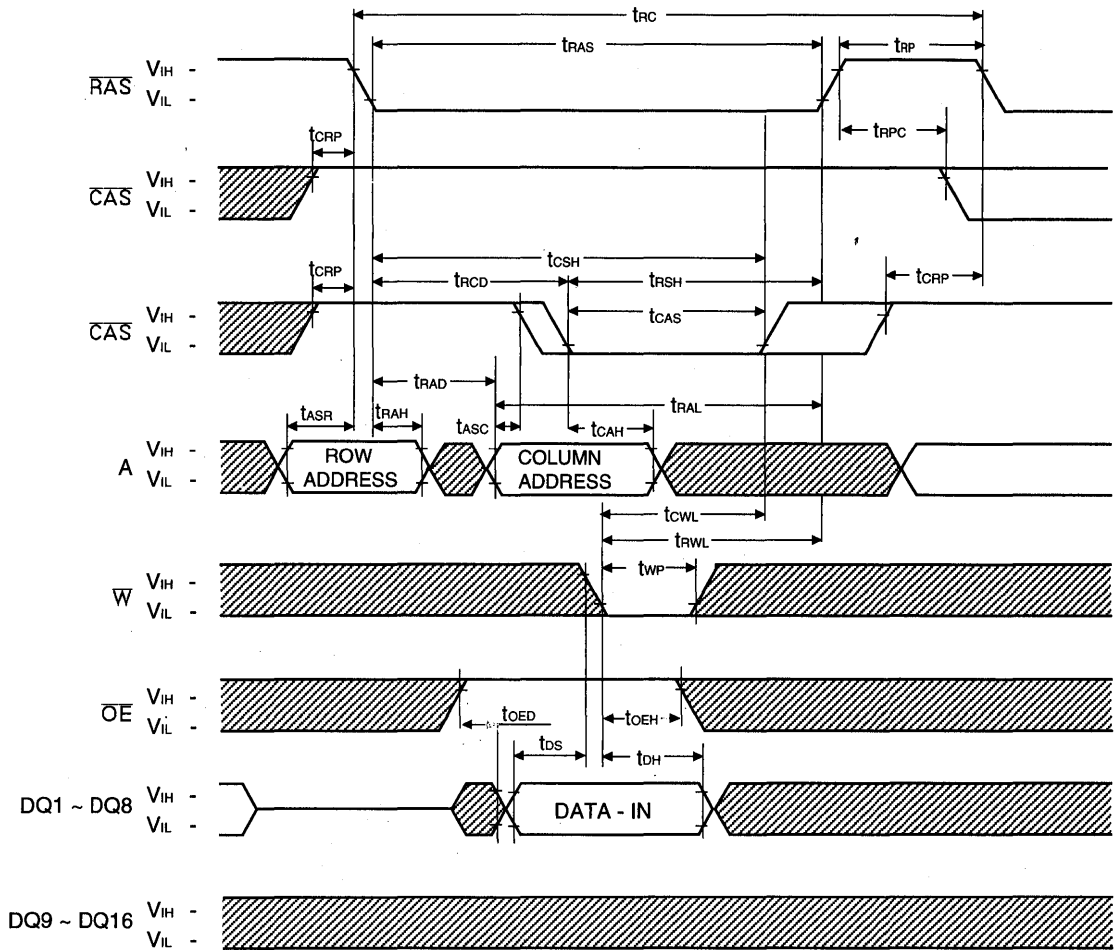 tRC
tRAS
tRP
RAS
VIH -
VIL -
tRPC
tCRP
CAS
VIH -
VIL -
tCSH
tCRP
tRCD
tRSH
tCRP
CAS
VIH -
VIL -
tCAS
tRAD
tRAL
tASR
tRAH
tASC
tCAH
A
VIH -
VIL -
ROW
ADDRESS
COLUMN
ADDRESS
tCWL
tRWL
tWP
W
VIH -
VIL -
OE
VIH -
VIL -
tOED
tOEH
tDS
tDH
DQ1 ~ DQ8
VIH -
VIL -
DATA - IN
DQ9 ~ DQ16
VIH -
VIL -